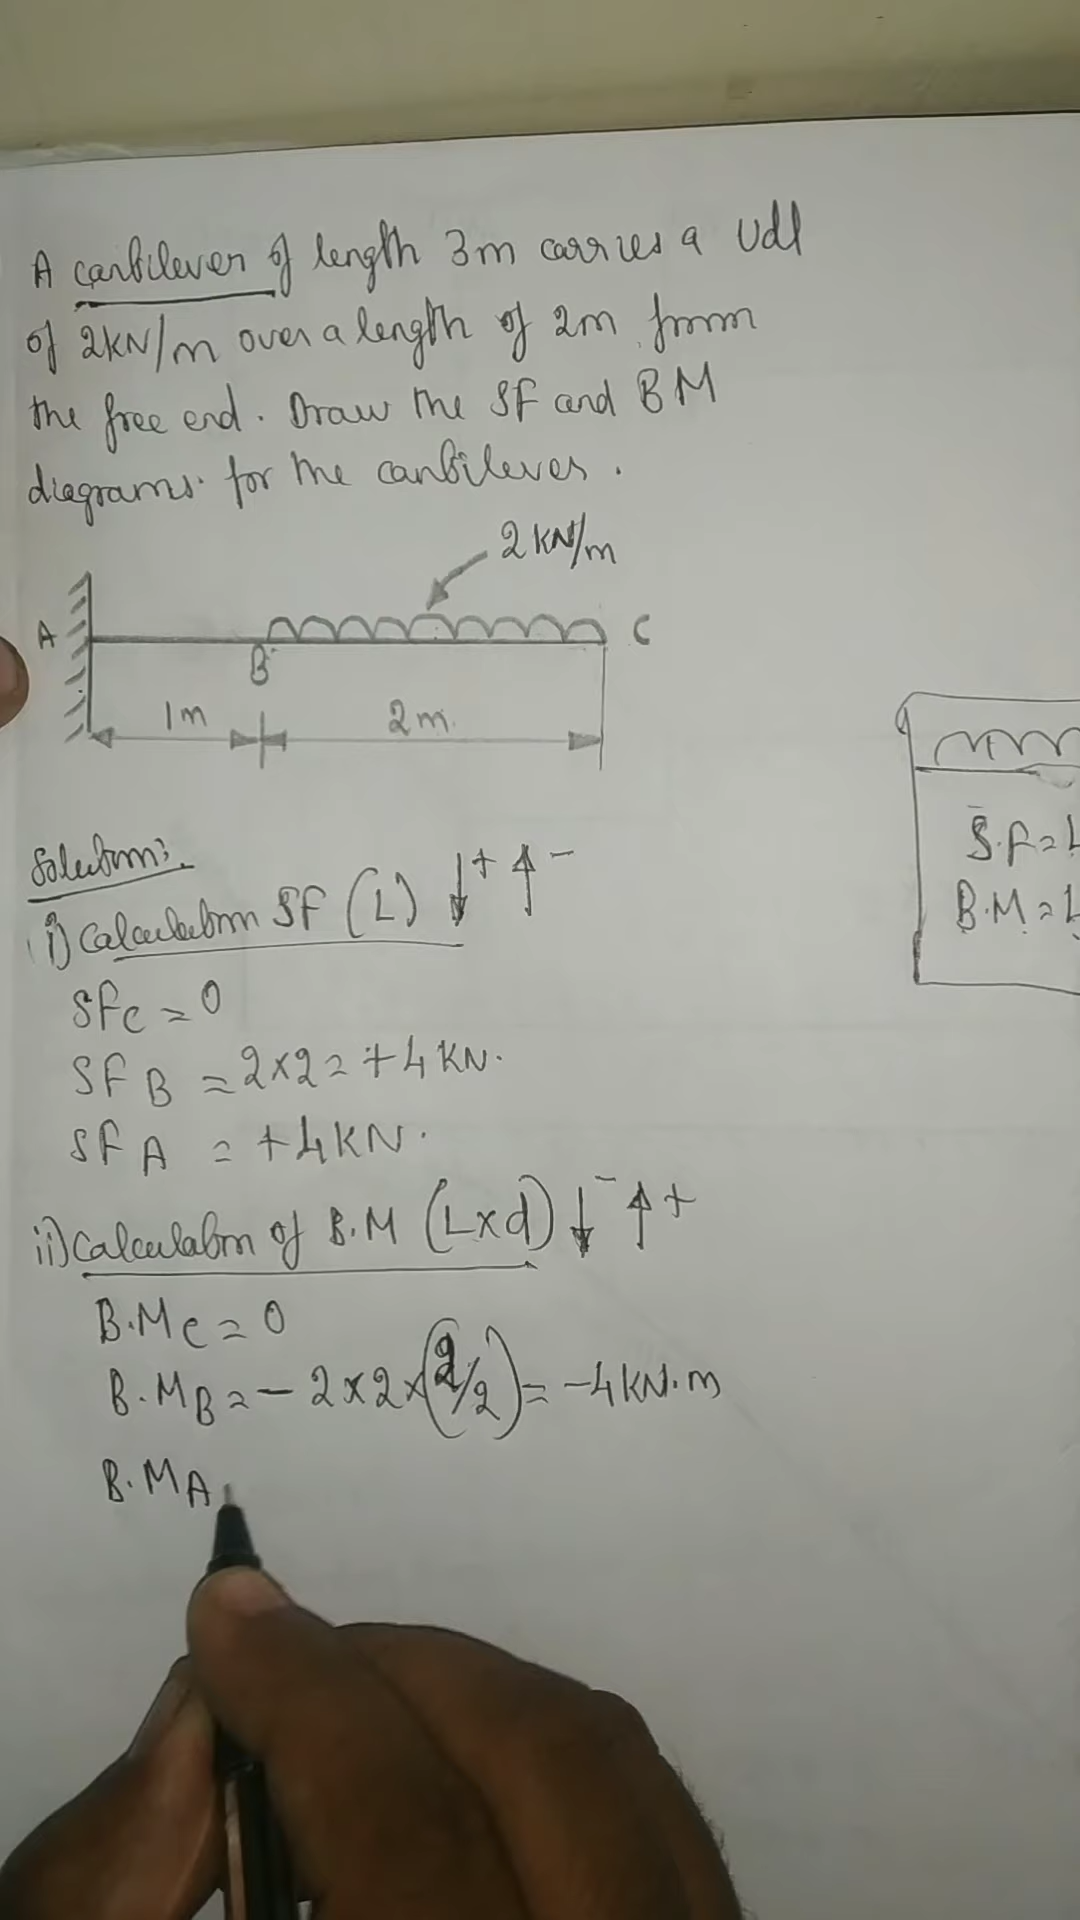 A cantilever of length 3m carries a Udl
of 2KN/m over a length of 2m from
the free end. Draw the SF and BM
diagrams. for the cantilever.
2 KN/m
A
B
C
1m
2m.
Solution:
i) Calculation SF (L) ↓+ ↑-
SFC = 0
SF B = 2×2 = +4 KN.
SF A = +4KN.
ii) Calculation of B.M (L×d) ↓- ↑+
B.MC = 0
B.MB = - 2×2×(2/2) = -4KN.m
B.MA
S.F =
B.M =